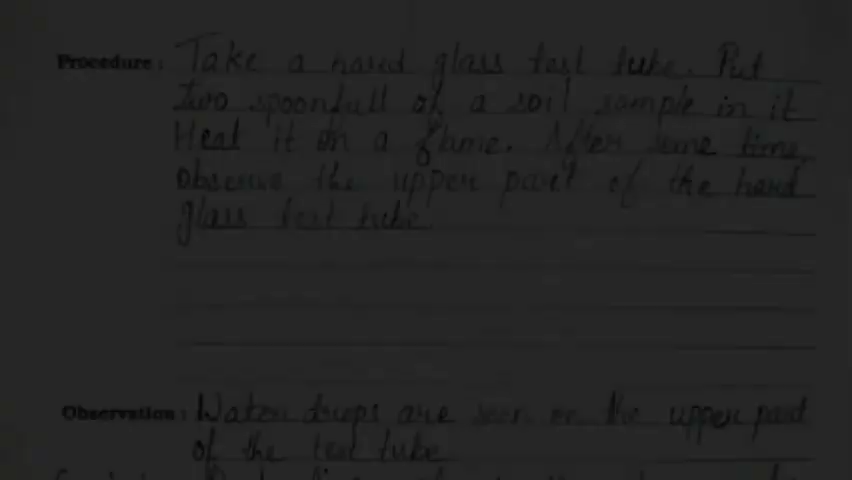 Procedure : Take a hard glass test tube. Put
two spoonfull of a soil sample in it
Heat it on a flame. After some time,
observe the upper part of the hard
glass test tube
Observation : Water drops are seen on the upper part
of the test tube